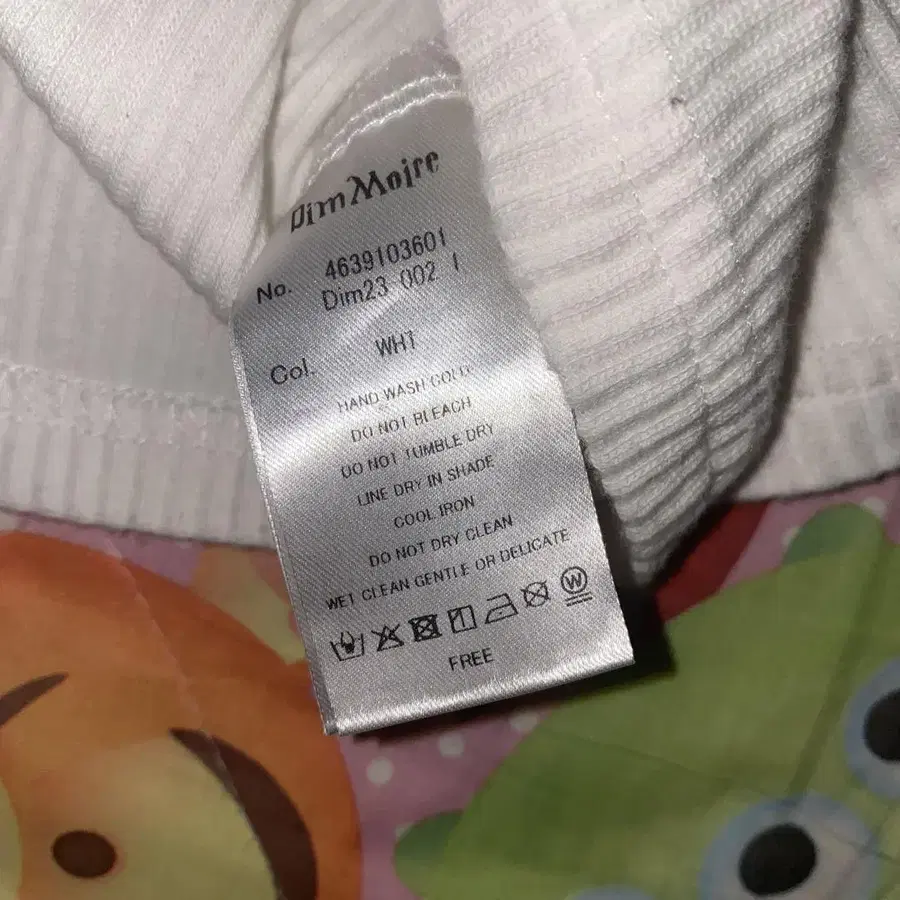 Dim Moire
No. 4639103601
Dim23 002 I
Col. WHT
HAND WASH COLD
DO NOT BLEACH
DO NOT TUMBLE DRY
LINE DRY IN SHADE
COOL IRON
DO NOT DRY CLEAN
WET CLEAN GENTLE OR DELICATE
W
FREE